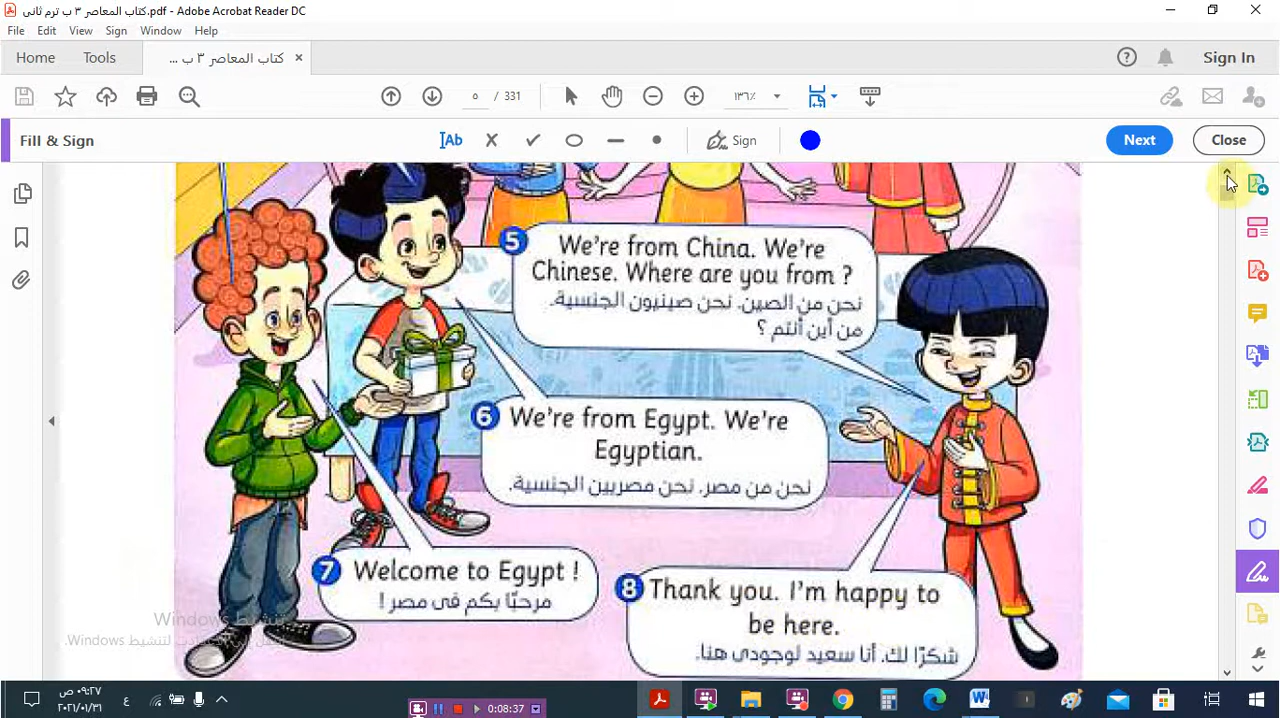 كتاب المعاصر ٣ ب ترم ثانى.pdf - Adobe Acrobat Reader DC
File Edit View Sign Window Help
Home Tools كتاب المعاصر ٣ ب ... Sign In
٥ / 331 ١٣٦٪
Fill & Sign Ab Sign Next Close
5 We're from China. We're
Chinese. Where are you from ?
نحن من الصين. نحن صينيون الجنسية.
من أين أنتم ؟
6 We're from Egypt. We're
Egyptian.
نحن من مصر. نحن مصريين الجنسية.
7 Welcome to Egypt !
مرحبًا بكم فى مصر !
8 Thank you. I'm happy to
be here.
شكرًا لك. أنا سعيد لوجودى هنا.
تنشيط Windows
لتنشيط Windows.
٠٩:٢٧ ص
٢٠٢١/٠١/٣١
ع
0:08:37